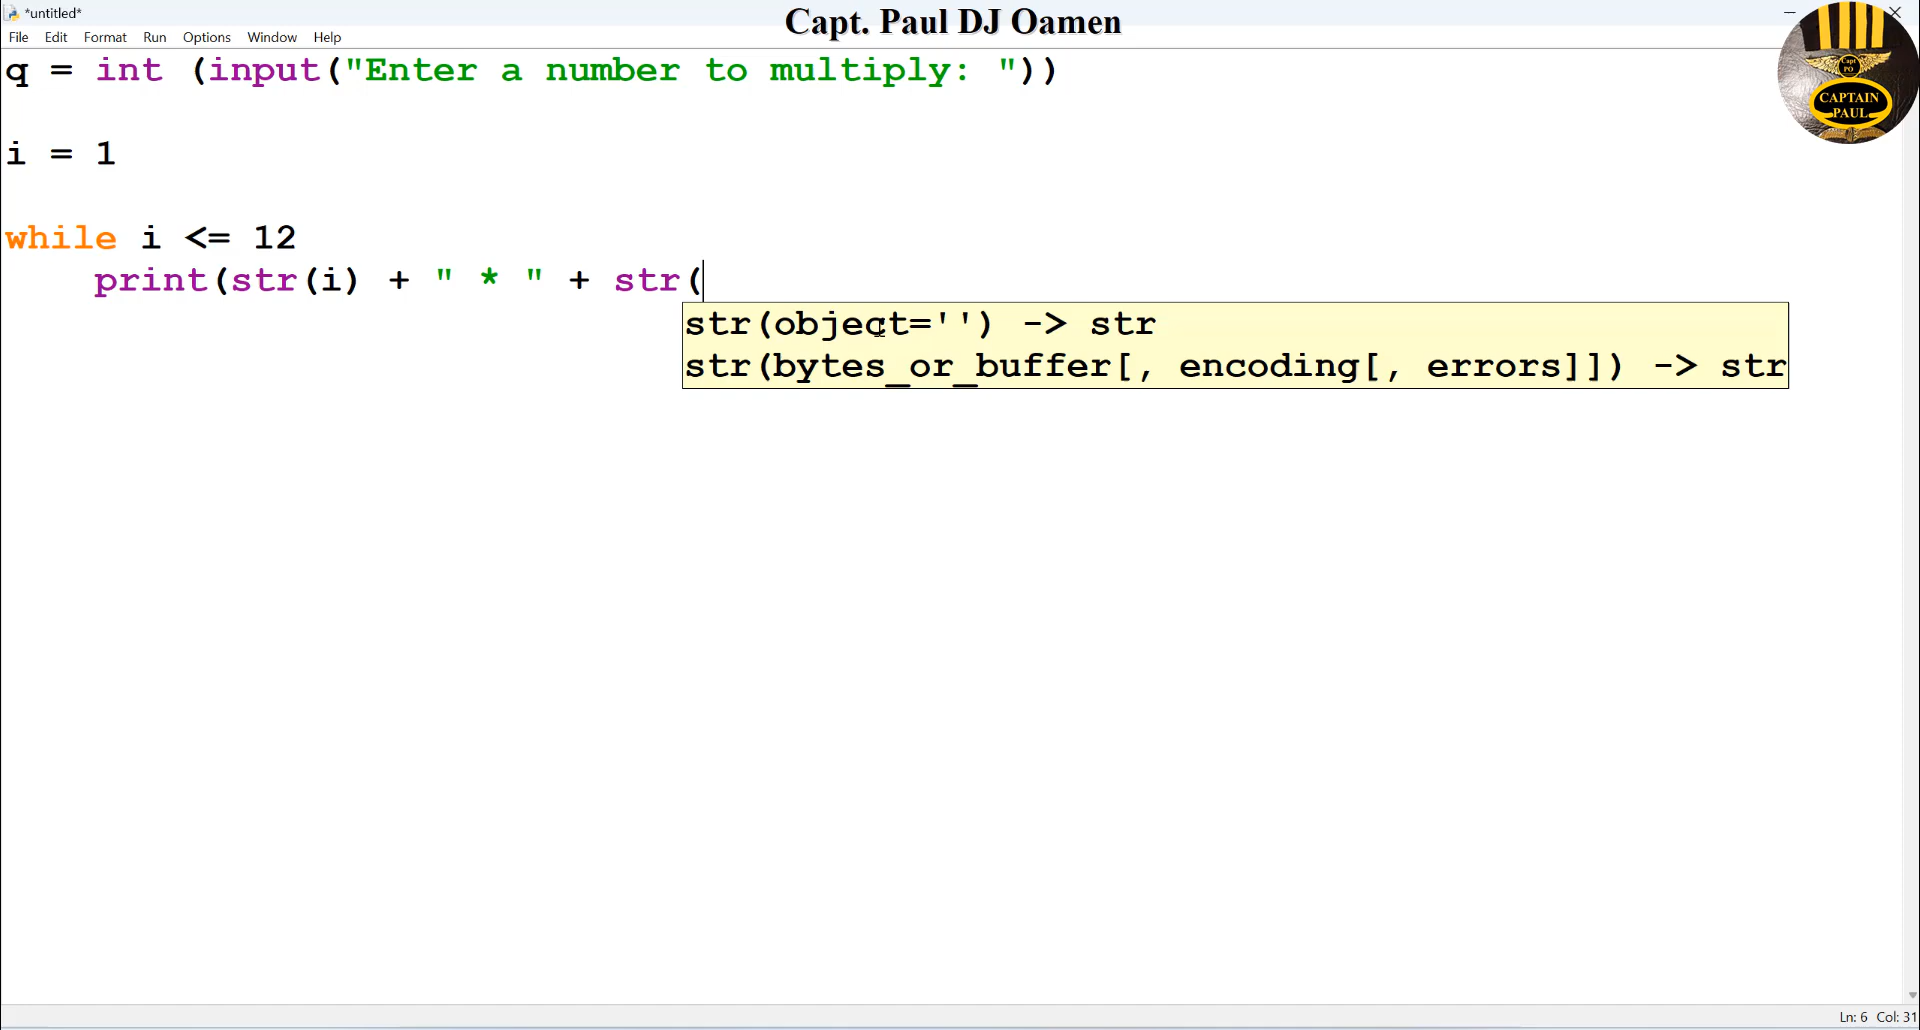 *untitled*
Capt. Paul DJ Oamen
File Edit Format Run Options Window Help
q = int (input("Enter a number to multiply: "))
Capt
PO
CAPTAIN
PAUL
i = 1
while i <= 12
print(str(i) + " * " + str(
str(object='') -> str
str(bytes_or_buffer[, encoding[, errors]]) -> str
Ln: 6 Col: 31